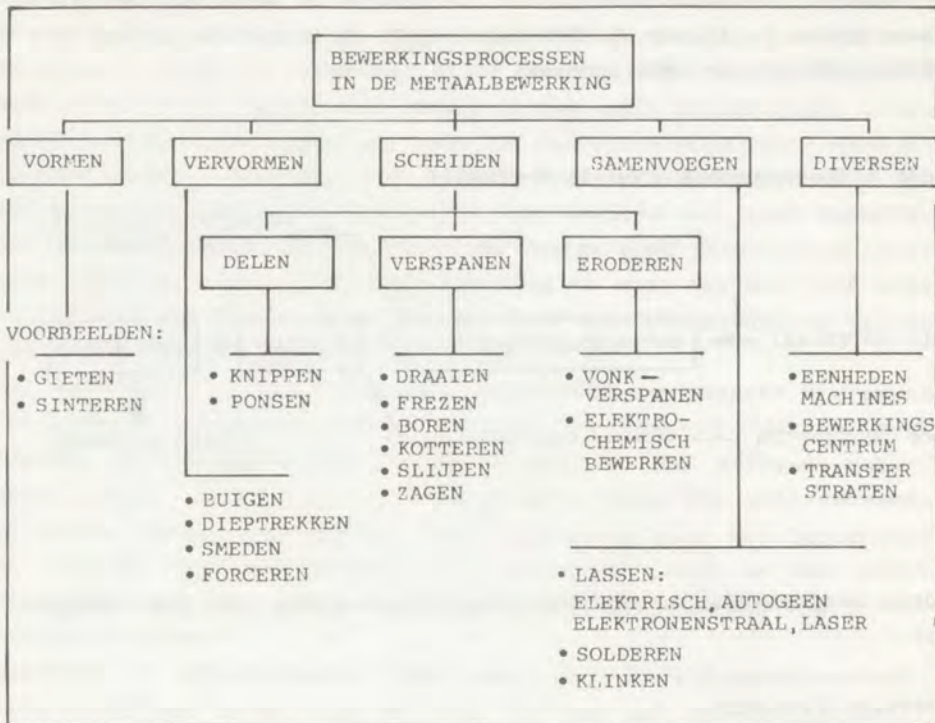 BEWERKINGSPROCESSEN
IN DE METAALBEWERKING
VORMEN
VERVORMEN
SCHEIDEN
SAMENVOEGEN
DIVERSEN
DELEN
VERSPANEN
ERODEREN
VOORBEELDEN:
• GIETEN
• SINTEREN
• KNIPPEN
• PONSEN
• DRAAIEN
• FREZEN
• BOREN
• KOTTEREN
• SLIJPEN
• ZAGEN
• VONK—
VERSPANEN
• ELEKTRO-
CHEMISCH
BEWERKEN
• EENHEDEN
MACHINES
• BEWERKINGS
CENTRUM
• TRANSFER
STRATEN
• BUIGEN
• DIEPTREKKEN
• SMEDEN
• FORCEREN
• LASSEN:
ELEKTRISCH, AUTOGEEN
ELEKTRONENSTRAAL, LASER
• SOLDEREN
• KLINKEN